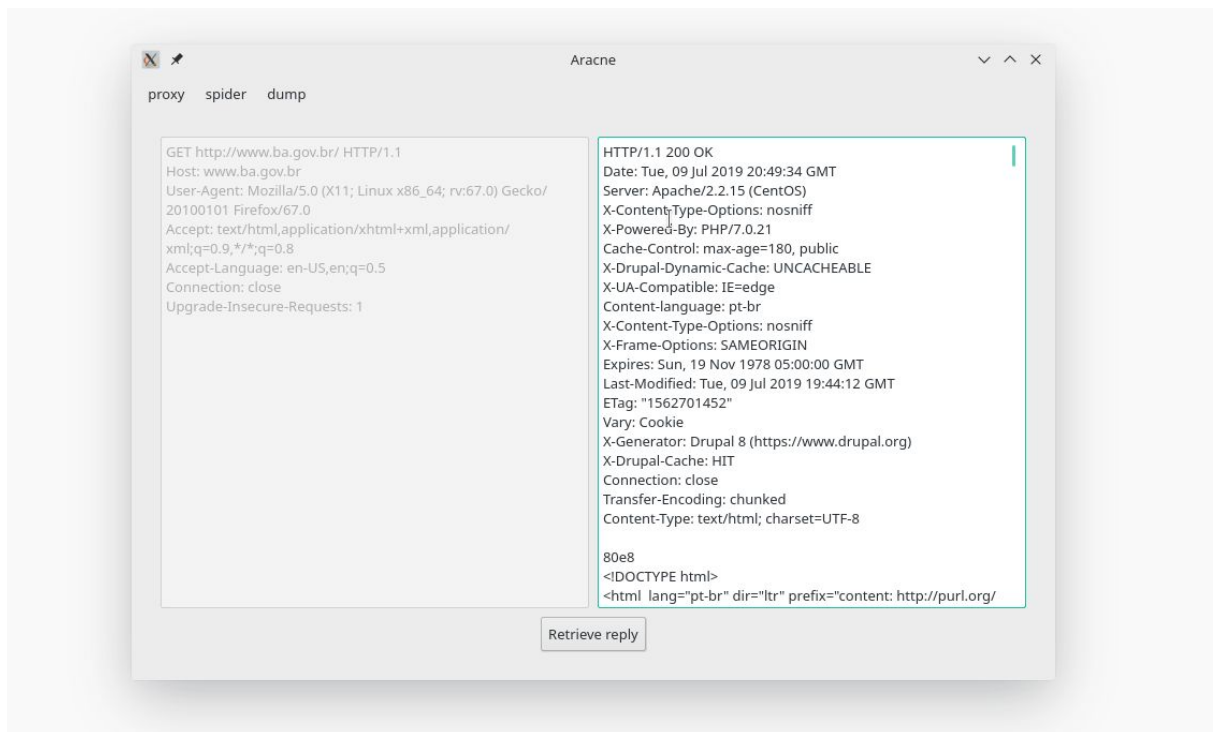 Aracne
proxy spider dump
GET http://www.ba.gov.br/ HTTP/1.1
Host: www.ba.gov.br
User-Agent: Mozilla/5.0 (X11; Linux x86_64; rv:67.0) Gecko/
20100101 Firefox/67.0
Accept: text/html,application/xhtml+xml,application/
xml;q=0.9,*/*;q=0.8
Accept-Language: en-US,en;q=0.5
Connection: close
Upgrade-Insecure-Requests: 1
HTTP/1.1 200 OK
Date: Tue, 09 Jul 2019 20:49:34 GMT
Server: Apache/2.2.15 (CentOS)
X-Content-Type-Options: nosniff
X-Powered-By: PHP/7.0.21
Cache-Control: max-age=180, public
X-Drupal-Dynamic-Cache: UNCACHEABLE
X-UA-Compatible: IE=edge
Content-language: pt-br
X-Content-Type-Options: nosniff
X-Frame-Options: SAMEORIGIN
Expires: Sun, 19 Nov 1978 05:00:00 GMT
Last-Modified: Tue, 09 Jul 2019 19:44:12 GMT
ETag: "1562701452"
Vary: Cookie
X-Generator: Drupal 8 (https://www.drupal.org)
X-Drupal-Cache: HIT
Connection: close
Transfer-Encoding: chunked
Content-Type: text/html; charset=UTF-8
80e8
<!DOCTYPE html>
<html  lang="pt-br" dir="ltr" prefix="content: http://purl.org/
Retrieve reply